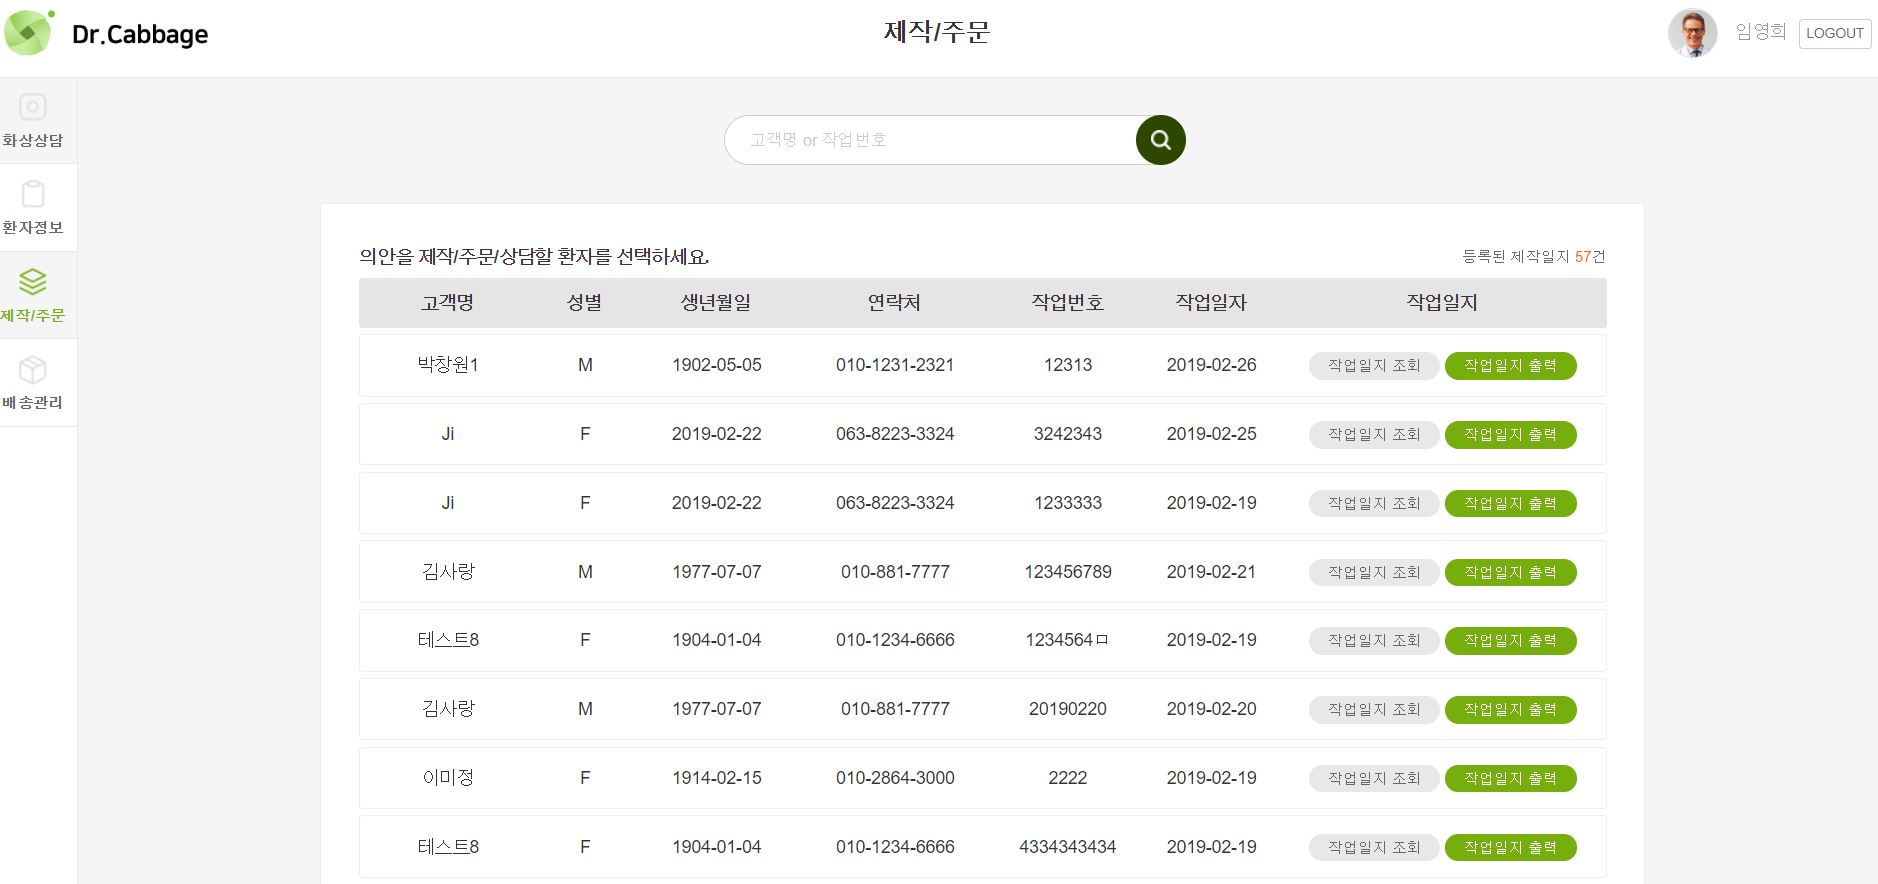 Dr.Cabbage
제작/주문
임영희 LOGOUT
화상상담
환자정보
제작/주문
배송관리
고객명 or 작업번호
의안을 제작/주문/상담할 환자를 선택하세요.
등록된 제작일지 57건
고객명 성별 생년월일 연락처 작업번호 작업일자 작업일지
박창원1 M 1902-05-05 010-1231-2321 12313 2019-02-26 작업일지 조회 작업일지 출력
Ji F 2019-02-22 063-8223-3324 3242343 2019-02-25 작업일지 조회 작업일지 출력
Ji F 2019-02-22 063-8223-3324 1233333 2019-02-19 작업일지 조회 작업일지 출력
김사랑 M 1977-07-07 010-881-7777 123456789 2019-02-21 작업일지 조회 작업일지 출력
테스트8 F 1904-01-04 010-1234-6666 1234564ㅁ 2019-02-19 작업일지 조회 작업일지 출력
김사랑 M 1977-07-07 010-881-7777 20190220 2019-02-20 작업일지 조회 작업일지 출력
이미정 F 1914-02-15 010-2864-3000 2222 2019-02-19 작업일지 조회 작업일지 출력
테스트8 F 1904-01-04 010-1234-6666 4334343434 2019-02-19 작업일지 조회 작업일지 출력